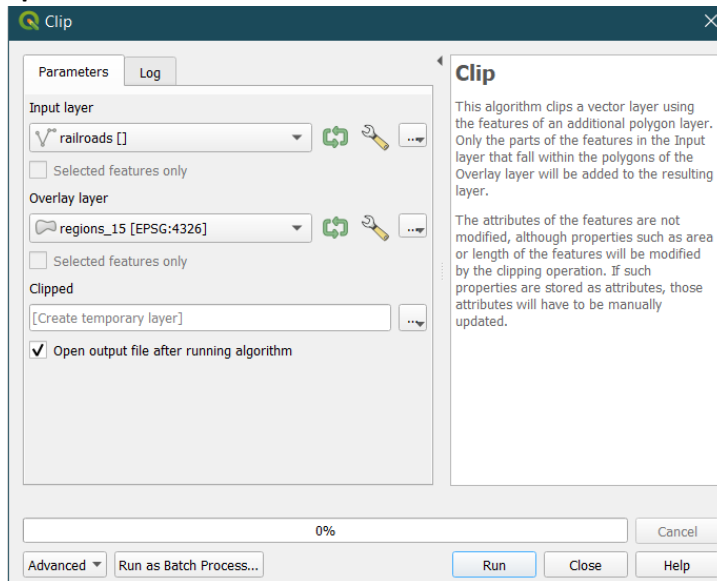 Clip
Parameters
Log
Input layer
railroads []
Selected features only
Overlay layer
regions_15 [EPSG:4326]
Selected features only
Clipped
[Create temporary layer]
Open output file after running algorithm
Clip
This algorithm clips a vector layer using
the features of an additional polygon layer.
Only the parts of the features in the Input
layer that fall within the polygons of the
Overlay layer will be added to the resulting
layer.
The attributes of the features are not
modified, although properties such as area
or length of the features will be modified
by the clipping operation. If such
properties are stored as attributes, those
attributes will have to be manually
updated.
0%
Cancel
Advanced
Run as Batch Process...
Run
Close
Help